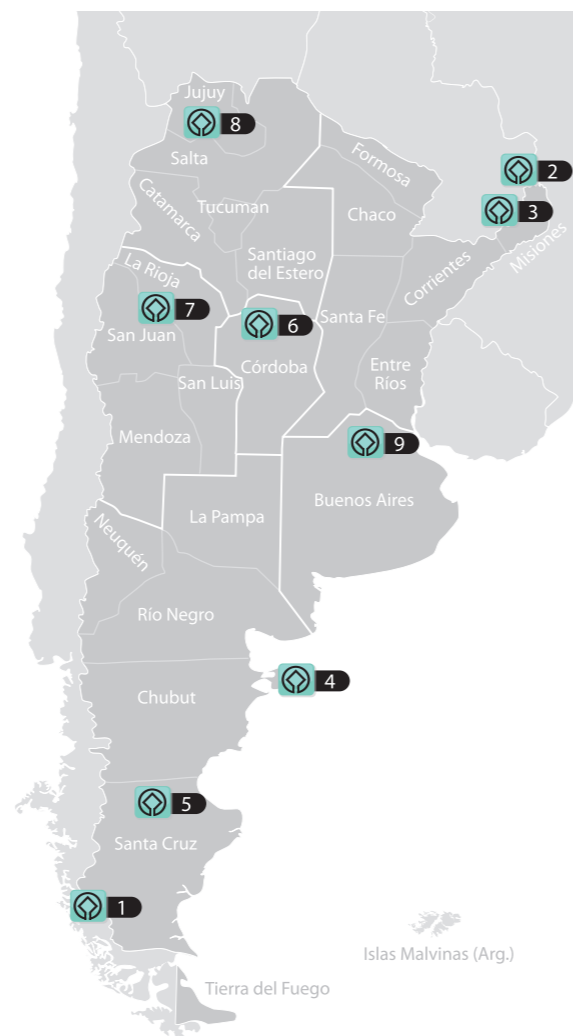 Jujuy
8
Salta
Formosa
2
3
Catamarca
Tucuman
Chaco
Misiones
Santiago
del Estero
Corrientes
La Rioja
7
6
Santa Fe
San Juan
Córdoba
Entre
Ríos
San Luis
Mendoza
9
Buenos Aires
La Pampa
Neuquén
Río Negro
4
Chubut
5
Santa Cruz
1
Islas Malvinas (Arg.)
Tierra del Fuego